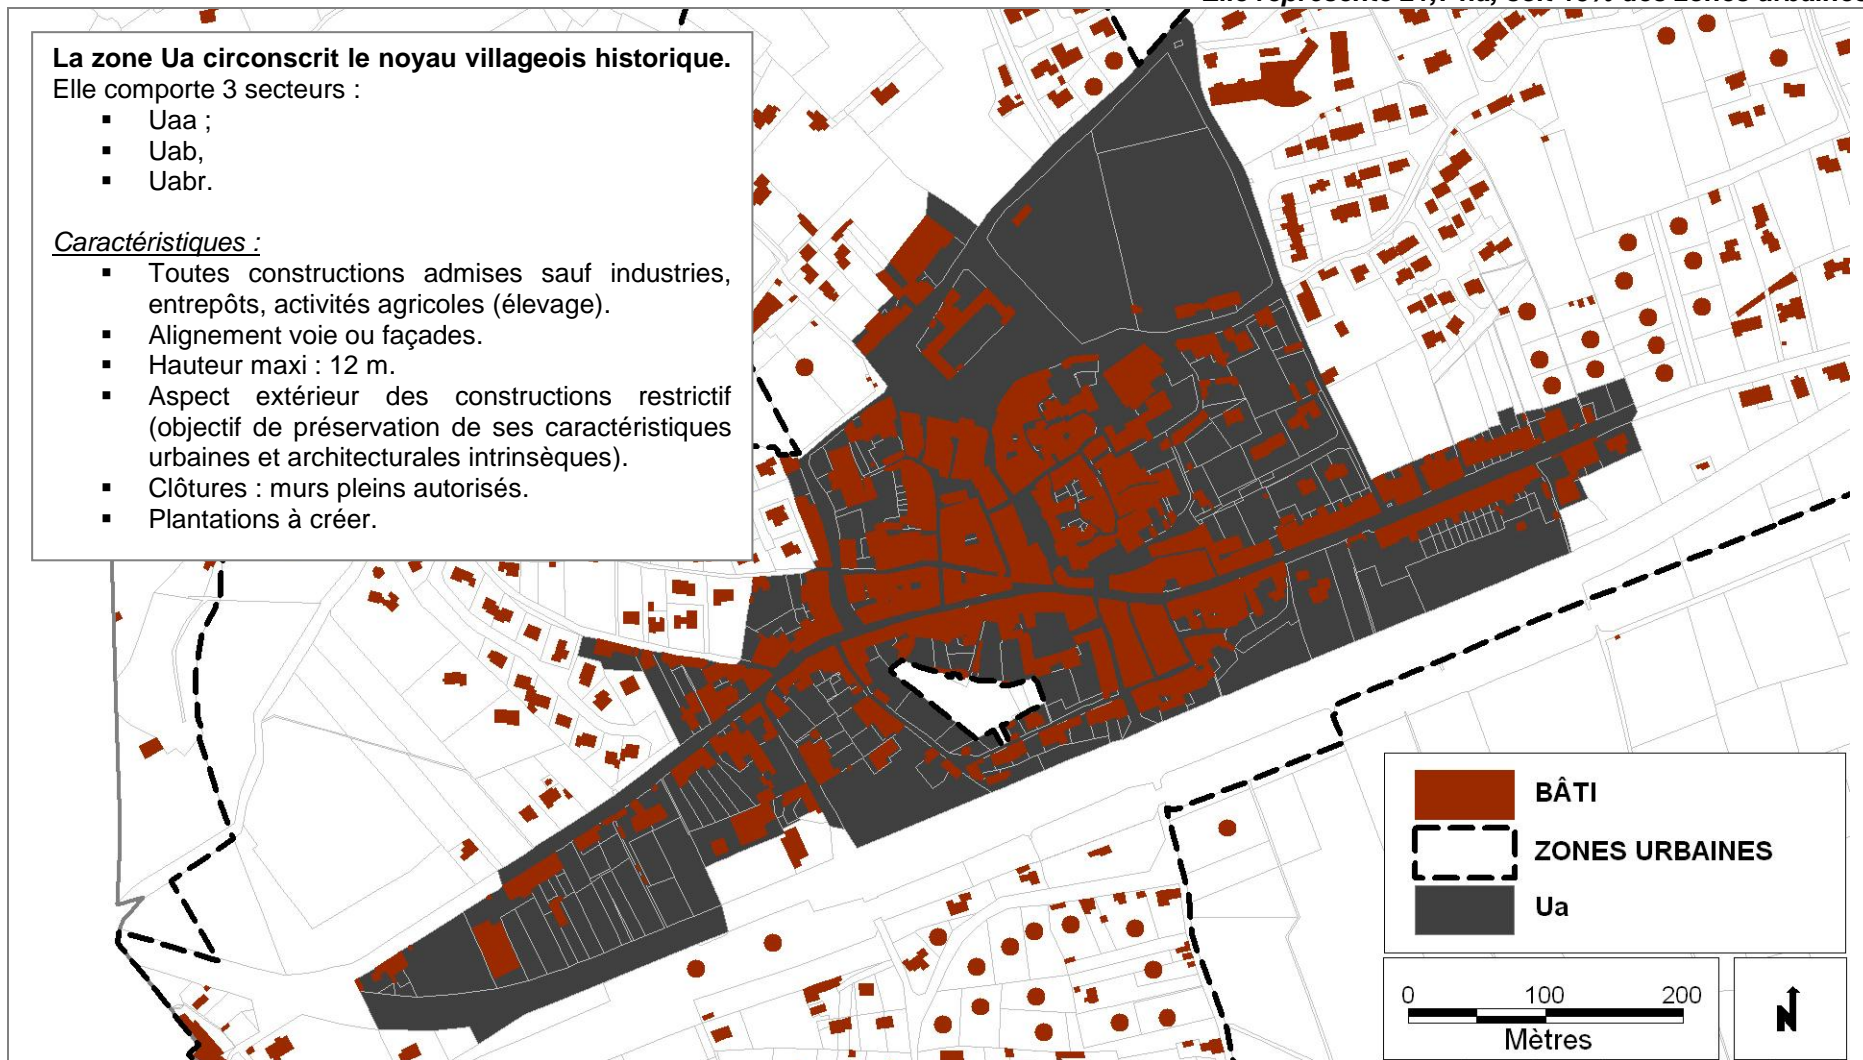 La zone Ua circonscrit le noyau villageois historique.
Elle comporte 3 secteurs :
▪ Uaa ;
▪ Uab,
▪ Uabr.
Caractéristiques :
▪ Toutes constructions admises sauf industries,
entrepôts, activités agricoles (élevage).
▪ Alignement voie ou façades.
▪ Hauteur maxi : 12 m.
▪ Aspect extérieur des constructions restrictif
(objectif de préservation de ses caractéristiques
urbaines et architecturales intrinsèques).
▪ Clôtures : murs pleins autorisés.
▪ Plantations à créer.
BÂTI
ZONES URBAINES
Ua
0 100 200
Mètres
N